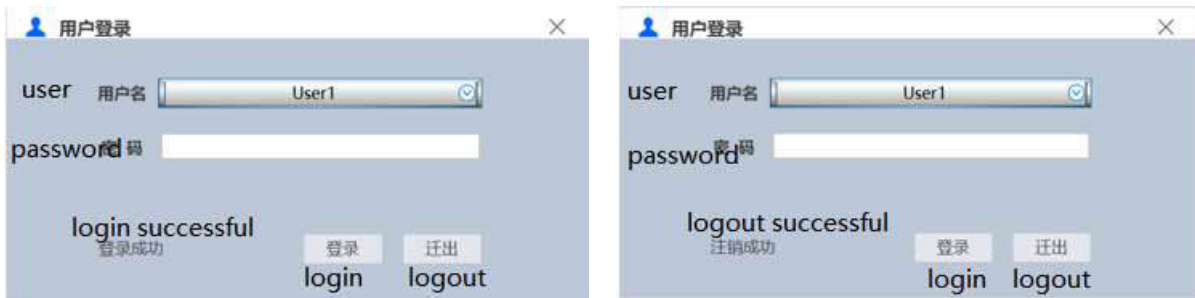 用户登录
user 用户名 User1
password 密 码
login successful
登录成功 登录 迁出
login logout
用户登录
user 用户名 User1
password 密 码
logout successful
注销成功 登录 迁出
login logout